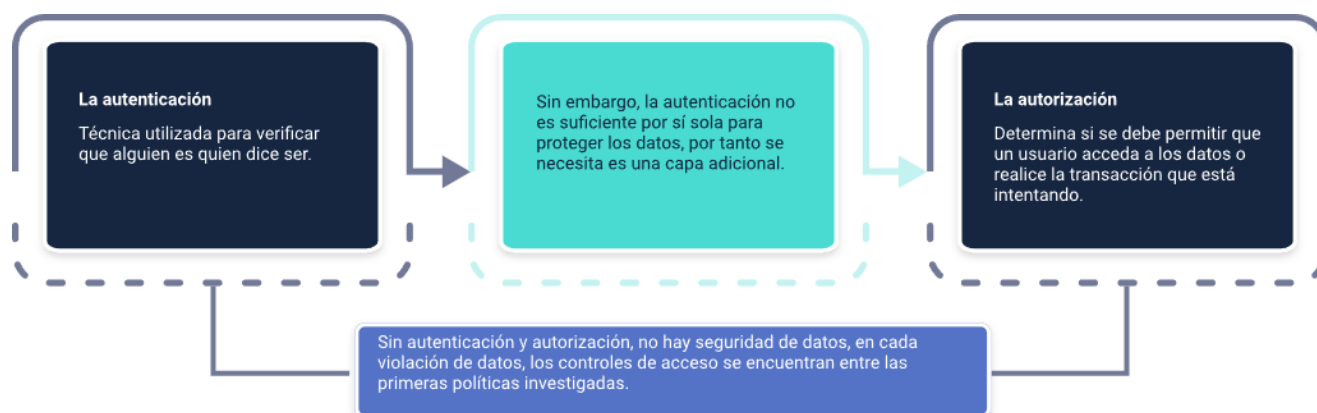 La autenticación
Técnica utilizada para verificar
que alguien es quien dice ser.
Sin embargo, la autenticación no
es suficiente por sí sola para
proteger los datos, por tanto se
necesita es una capa adicional.
La autorización
Determina si se debe permitir que
un usuario acceda a los datos o
realice la transacción que está
intentando.
Sin autenticación y autorización, no hay seguridad de datos, en cada
violación de datos, los controles de acceso se encuentran entre las
primeras políticas investigadas.